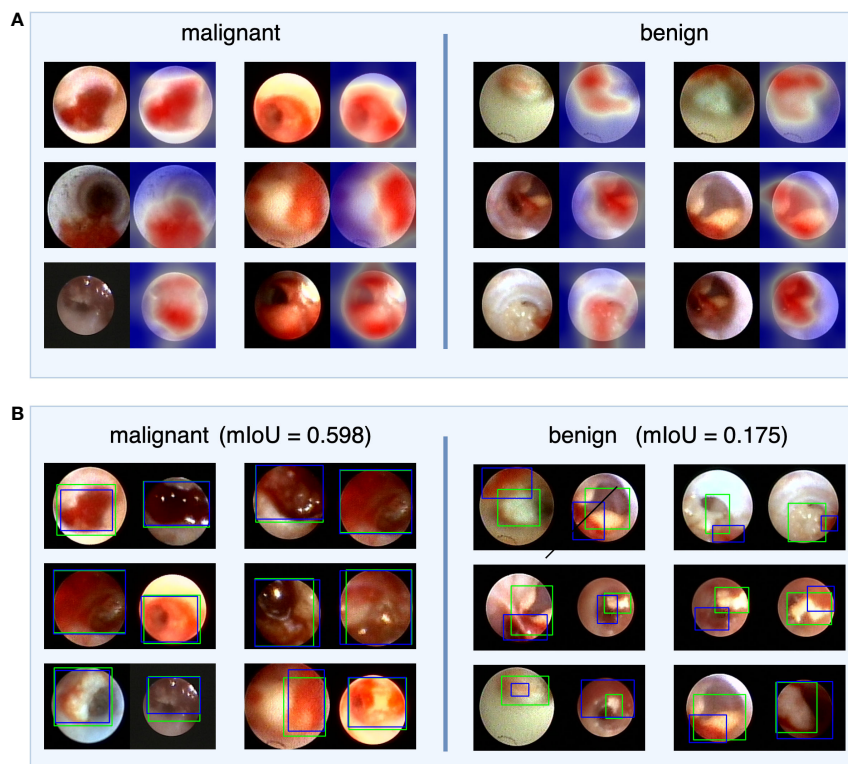 A
malignant
benign
B
malignant (mIoU = 0.598)
benign (mIoU = 0.175)